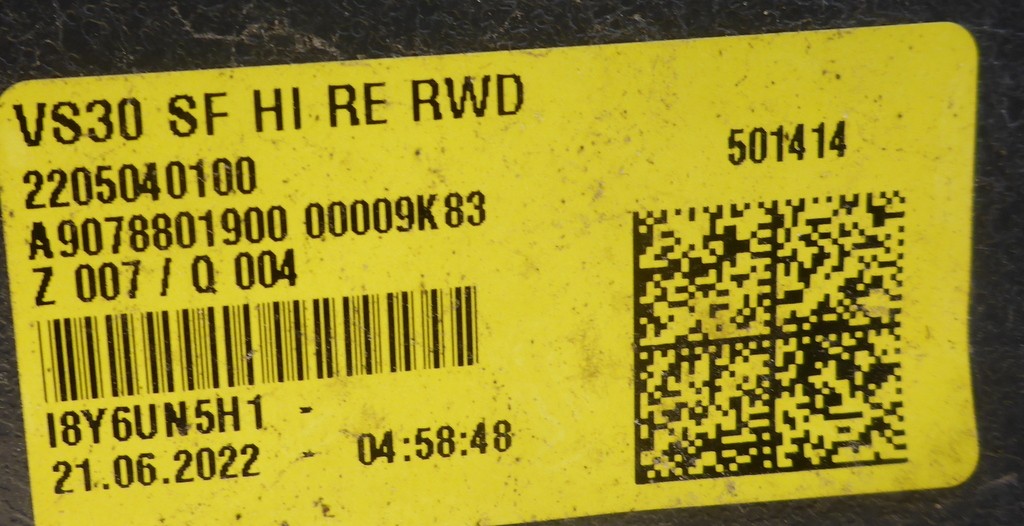 VS30 SF HI RE RWD
501414
2205040100
A9078801900 00009K83
Z 007 / Q 004
I8Y6UN5H1 -
21.06.2022 - 04:58:48